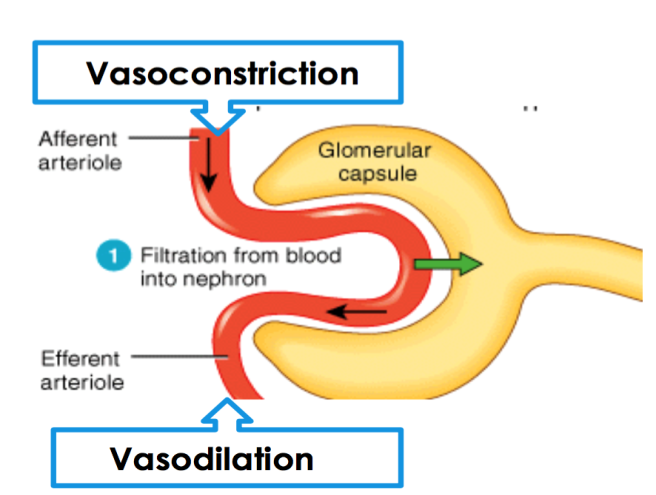 Vasoconstriction
Afferent
arteriole
Glomerular
capsule
1 Filtration from blood
into nephron
Efferent
arteriole
Vasodilation